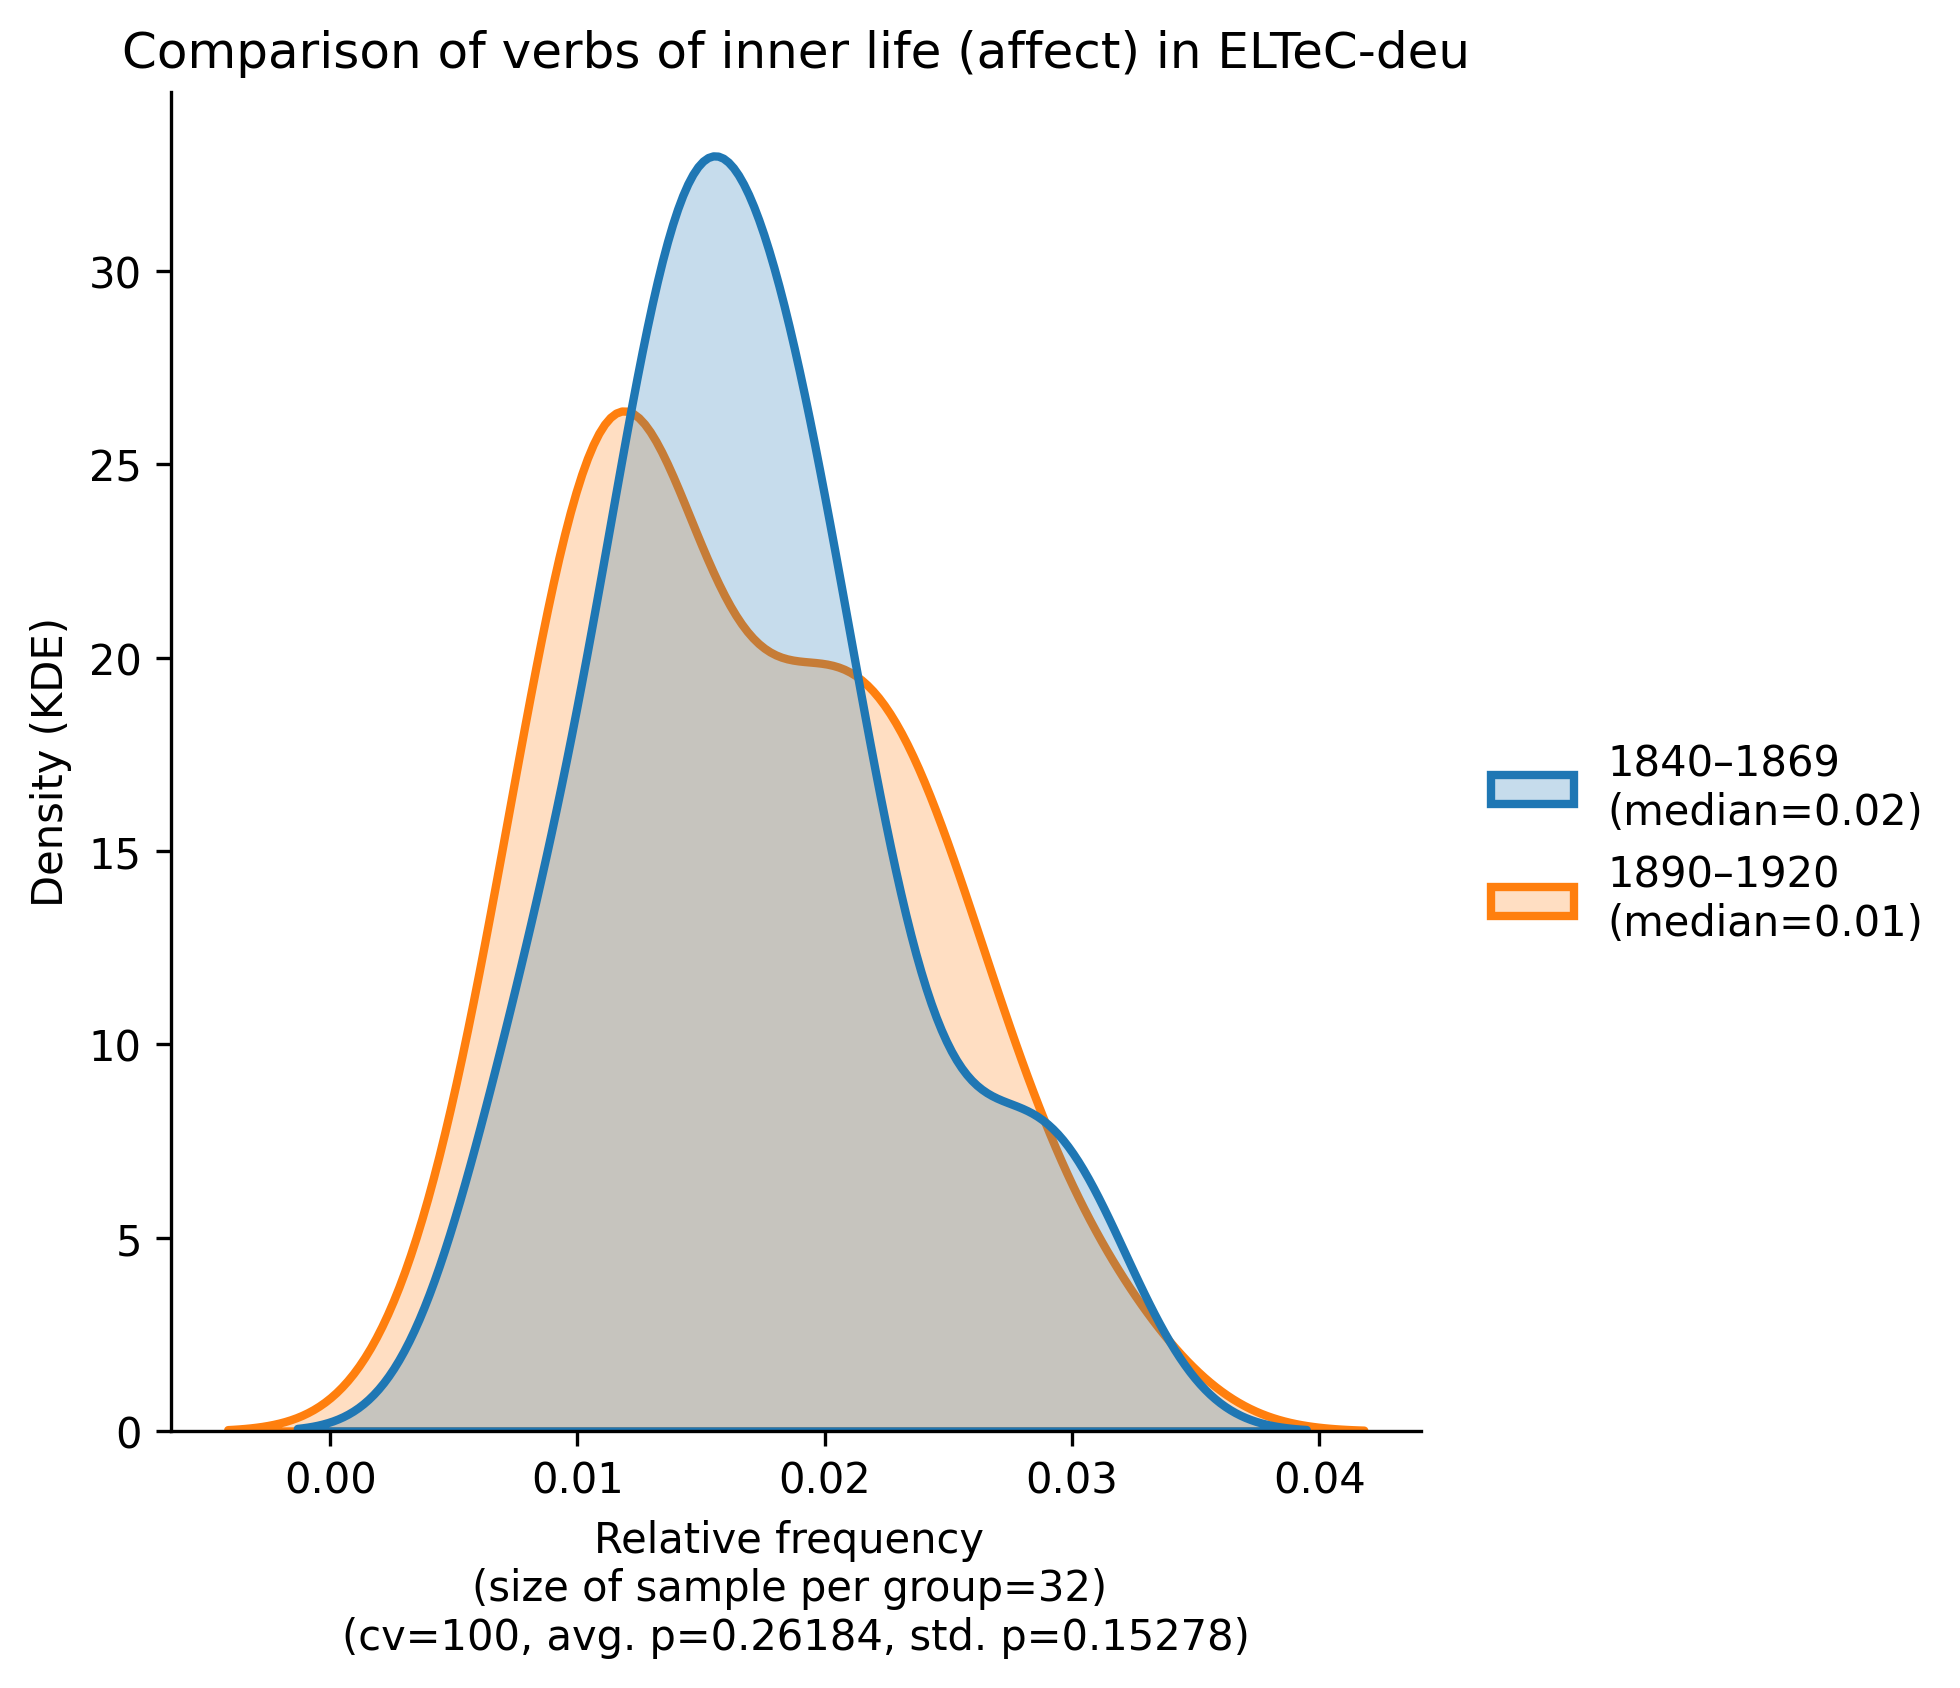 Comparison of verbs of inner life (affect) in ELTeC-deu
Density (KDE)
30
25
20
15
10
5
0
0.00 0.01 0.02 0.03 0.04
Relative frequency
(size of sample per group=32)
(cv=100, avg. p=0.26184, std. p=0.15278)
1840–1869
(median=0.02)
1890–1920
(median=0.01)